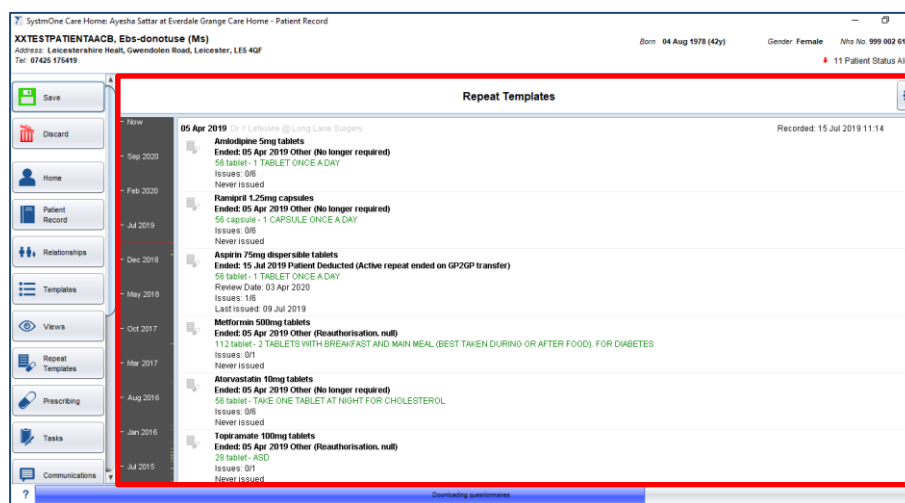 SystmOne Care Home: Ayesha Sattar at Everdale Grange Care Home - Patient Record
XXTESTPATIENTAACB, Ebs-donotuse (Ms)
Born 04 Aug 1978 (42y) Gender Female Nhs No. 999 002 61
Address: Leicestershire Healt, Gwendolen Road, Leicester, LE5 4QF
Tel: 07425 175419
11 Patient Status Al
Save
Discard
Home
Patient
Record
Relationships
Templates
Views
Repeat
Templates
Prescribing
Tasks
Communications
?
Now
Sep 2020
Feb 2020
Jul 2019
Dec 2018
May 2018
Oct 2017
Mar 2017
Aug 2016
Jan 2016
Jul 2015
Repeat Templates
05 Apr 2019 Dr Y Lefeuvre @ Long Lane Surgery Recorded: 15 Jul 2019 11:14
Amlodipine 5mg tablets
Ended: 05 Apr 2019 Other (No longer required)
56 tablet - 1 TABLET ONCE A DAY
Issues: 0/6
Never issued
Ramipril 1.25mg capsules
Ended: 05 Apr 2019 Other (No longer required)
56 capsule - 1 CAPSULE ONCE A DAY
Issues: 0/6
Never issued
Aspirin 75mg dispersible tablets
Ended: 15 Jul 2019 Patient Deducted (Active repeat ended on GP2GP transfer)
56 tablet - 1 TABLET ONCE A DAY
Review Date: 03 Apr 2020
Issues: 1/6
Last issued: 09 Jul 2019
Metformin 500mg tablets
Ended: 05 Apr 2019 Other (Reauthorisation. null)
112 tablet - 2 TABLETS WITH BREAKFAST AND MAIN MEAL (BEST TAKEN DURING OR AFTER FOOD). FOR DIABETES
Issues: 0/1
Never issued
Atorvastatin 10mg tablets
Ended: 05 Apr 2019 Other (No longer required)
56 tablet - TAKE ONE TABLET AT NIGHT FOR CHOLESTEROL
Issues: 0/6
Never issued
Topiramate 100mg tablets
Ended: 05 Apr 2019 Other (Reauthorisation. null)
28 tablet - ASD
Issues: 0/1
Never issued
Downloading questionnaires